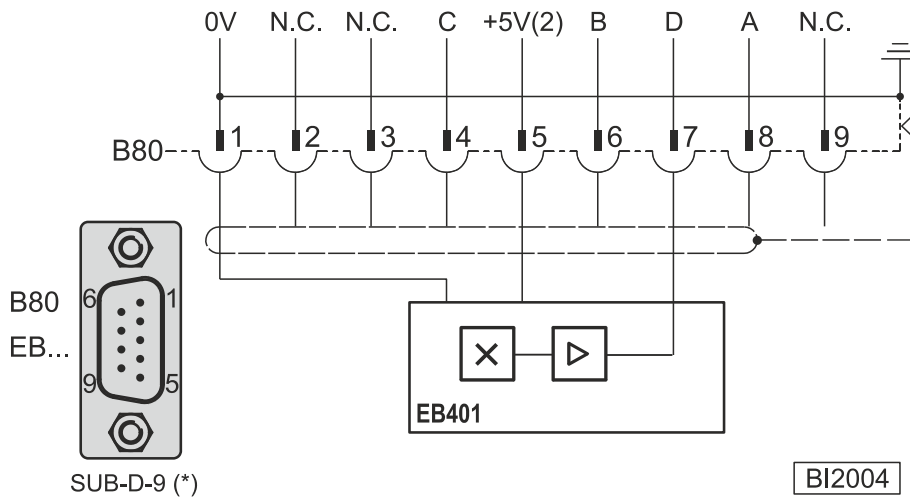 0V N.C. N.C. C +5V(2) B D A N.C.
B80 1 2 3 4 5 6 7 8 9
B80 6 1
EB...
9 5
EB401
SUB-D-9 (*)
BI2004